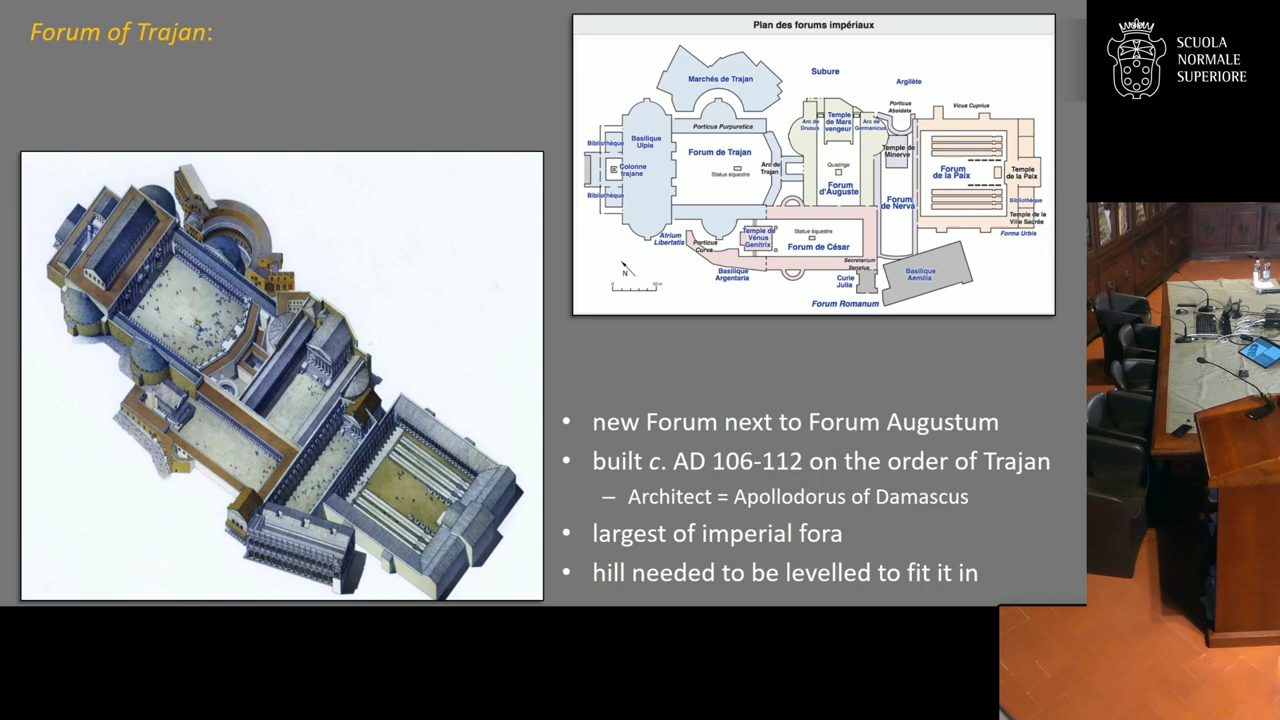 Forum of Trajan:
Plan des forums impériaux
Marchés de Trajan
Subure
Argilète
Porticus
Absidata
Vicus Cuprius
Porticus Purpuretica
Bibliothèque
Basilique
Ulpia
Colonne
trajane
Bibliothèque
Forum de Trajan
Statue équestre
Arc de
Trajan
Arc de
Drusus
Temple
de Mars
vengeur
Arc de
Germanicus
Quadrige
Forum
d'Auguste
Temple de
Minerve
Forum
de Nerva
Forum
de la Paix
Temple
de la Paix
Bibliothèque
Temple de la
Ville Sacrée
Forma Urbis
Atrium
Libertatis
Porticus
Curva
Temple de
Vénus
Genitrix
Statue équestre
Forum de César
Basilique
Argentaria
Secretarium
Senatus
Curie
Julia
Basilique
Aemilia
Forum Romanum
N
0
SCUOLA
NORMALE
SUPERIORE
• new Forum next to Forum Augustum
• built c. AD 106-112 on the order of Trajan
– Architect = Apollodorus of Damascus
• largest of imperial fora
• hill needed to be levelled to fit it in